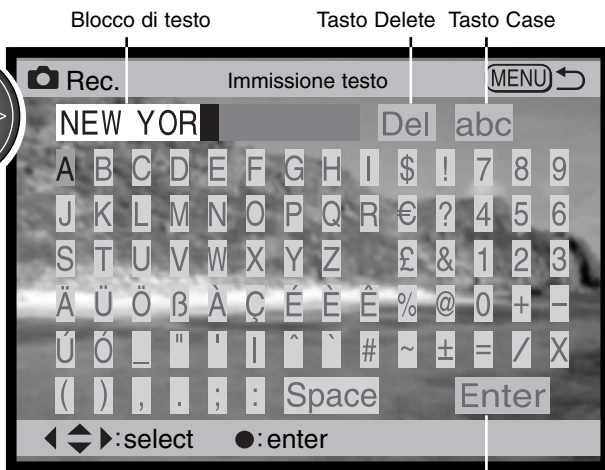 Blocco di testo Tasto Delete Tasto Case
Rec. Immissione testo MENU
NEW YOR Del abc
A B C D E F G H I $ ! 7 8 9
J K L M N O P Q R € ? 4 5 6
S T U V W X Y Z £ & 1 2 3
Ä Ü Ö ß À Ç É È Ê % @ 0 + –
Ú Ó _ " ' | ^ ` # ~ ± = / X
( ) , . ; : Space Enter
:select :enter